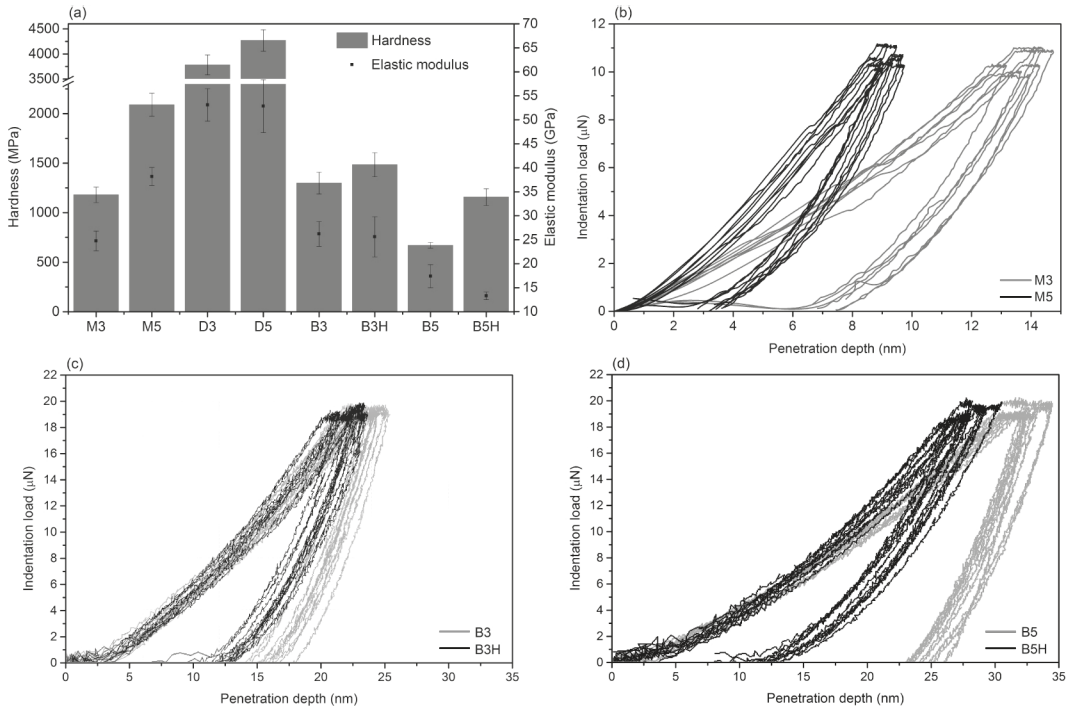 (a)
4500
4000
3500
2000
1500
1000
500
0
Hardness (MPa)
70
65
60
55
50
45
40
35
30
25
20
15
10
Elastic modulus (GPa)
Hardness
Elastic modulus
M3 M5 D3 D5 B3 B3H B5 B5H
(b)
12
10
8
6
4
2
0
Indentation load (μN)
M3
M5
0 2 4 6 8 10 12 14
Penetration depth (nm)
(c)
22
20
18
16
14
12
10
8
6
4
2
0
Indentation load (μN)
B3
B3H
0 5 10 15 20 25 30 35
Penetration depth (nm)
(d)
22
20
18
16
14
12
10
8
6
4
2
0
Indentation load (μN)
B5
B5H
0 5 10 15 20 25 30 35
Penetration depth (nm)